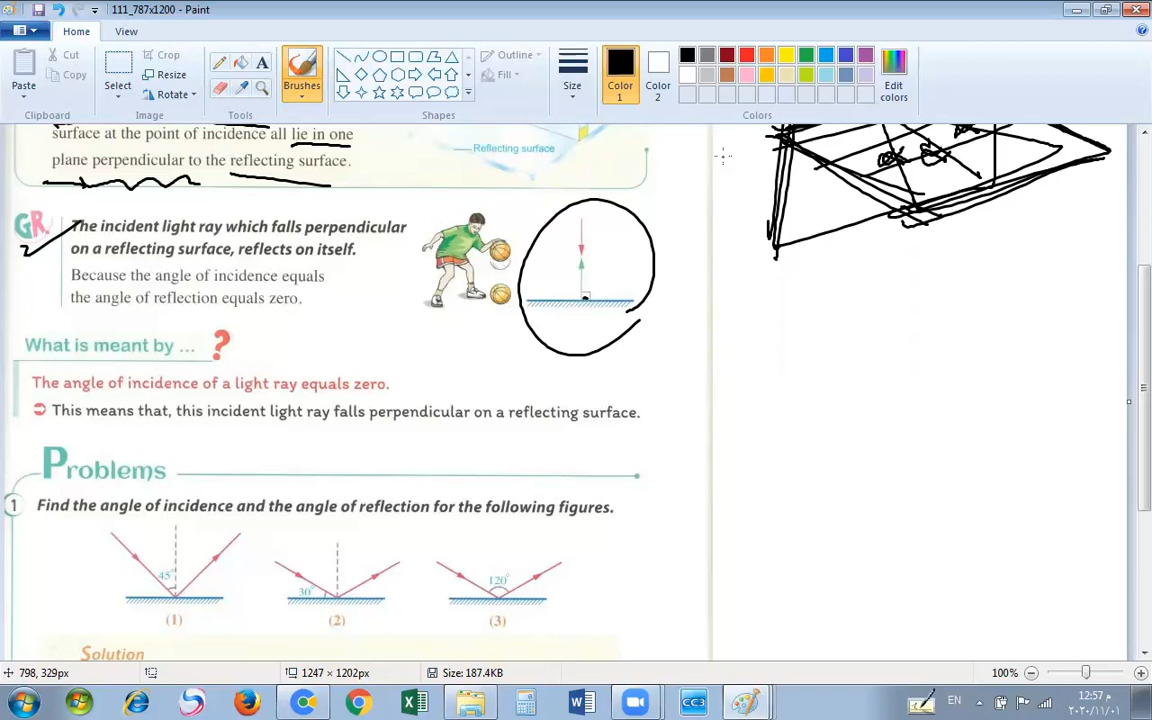 111_787x1200 - Paint
Home View
Paste
Cut
Copy
Select
Crop
Resize
Rotate
A
Brushes
Outline
Fill
Size
Color 1
Color 2
Edit colors
Clipboard Image Tools Shapes Colors
surface at the point of incidence all lie in one
plane perpendicular to the reflecting surface.
Reflecting surface
GR. The incident light ray which falls perpendicular
on a reflecting surface, reflects on itself.
Because the angle of incidence equals
the angle of reflection equals zero.
What is meant by ... ?
The angle of incidence of a light ray equals zero.
This means that, this incident light ray falls perpendicular on a reflecting surface.
Problems
1 Find the angle of incidence and the angle of reflection for the following figures.
45° 30° 120°
(1) (2) (3)
Solution
798, 329px 1247 × 1202px Size: 187.4KB 100%
CC3 EN 12:57 م
٢٠٢٠/١١/٠١